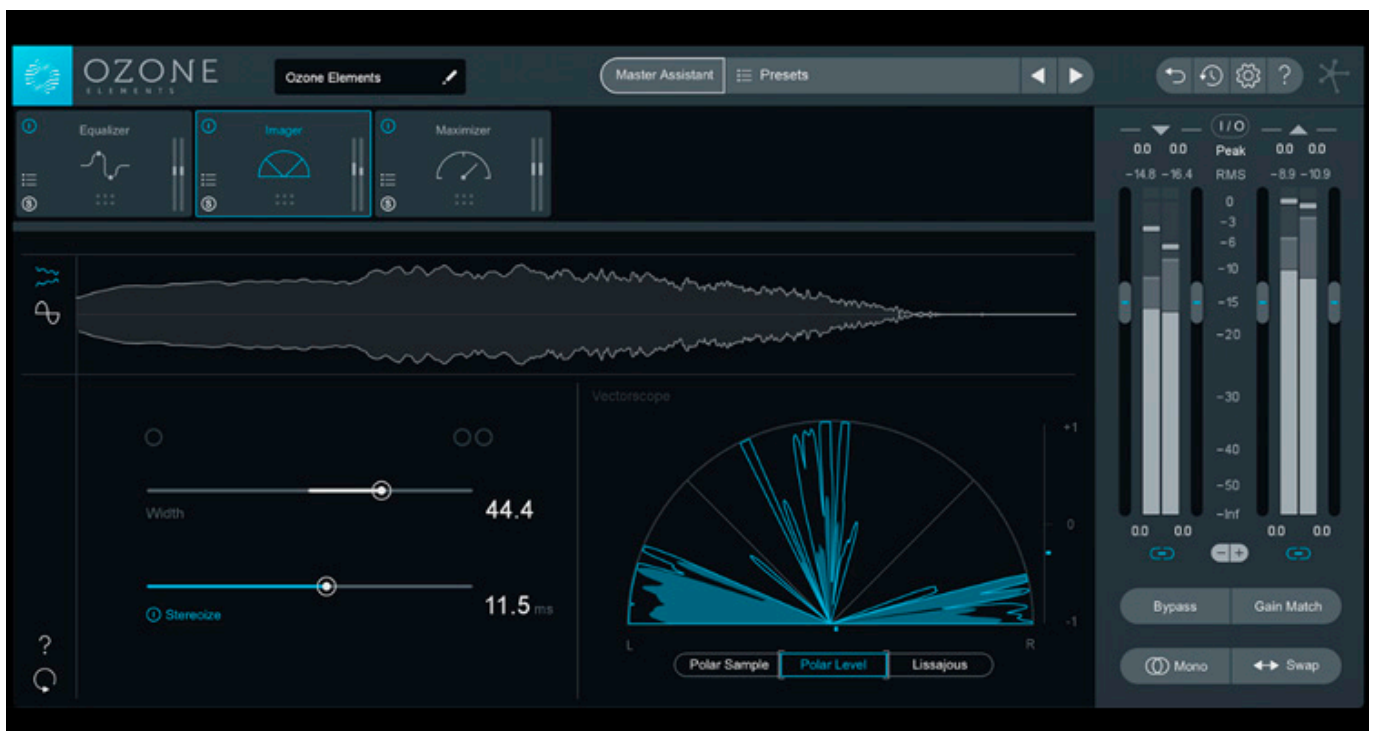 OZONE
ELEMENTS
Ozone Elements
Master Assistant
Presets
?
Equalizer
Imager
Maximizer
S
S
S
I/O
0.0 0.0 Peak 0.0 0.0
-14.8 -16.4 RMS -8.9 -10.9
0
-3
-6
-10
-15
-20
-30
-40
-50
-Inf
0.0 0.0 0.0 0.0
Width
44.4
Stereoize
11.5 ms
Vectorscope
+1
0
-1
L
R
Polar Sample
Polar Level
Lissajous
?
Bypass
Gain Match
Mono
Swap